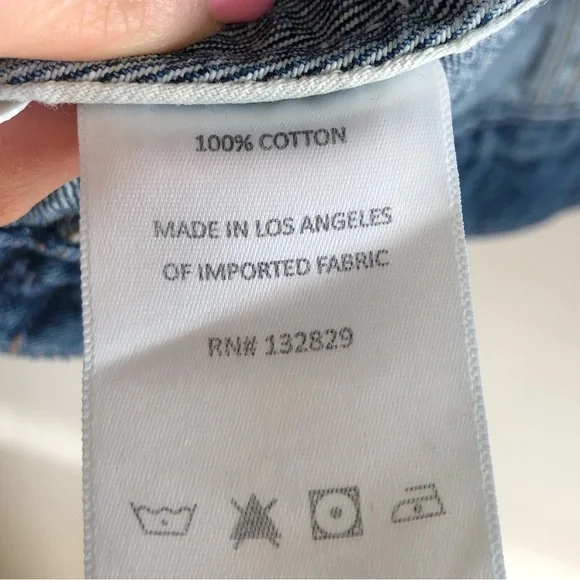 100% COTTON
MADE IN LOS ANGELES
OF IMPORTED FABRIC
RN# 132829